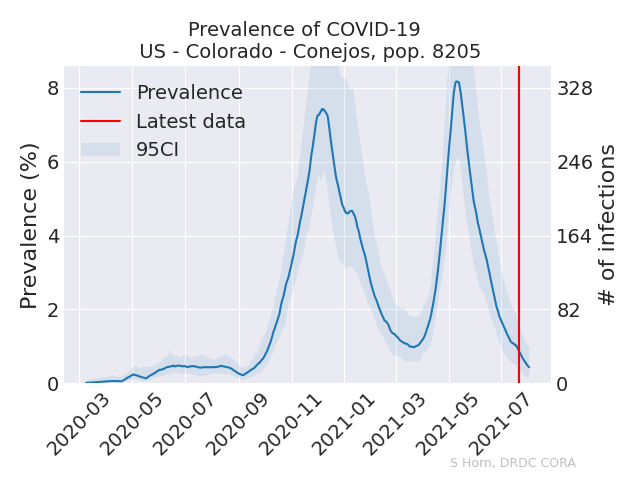 Prevalence of COVID-19
US - Colorado - Conejos, pop. 8205
Prevalence
Latest data
95CI
Prevalence (%)
8
6
4
2
0
# of infections
328
246
164
82
0
2020-03
2020-05
2020-07
2020-09
2020-11
2021-01
2021-03
2021-05
2021-07
S Horn, DRDC CORA